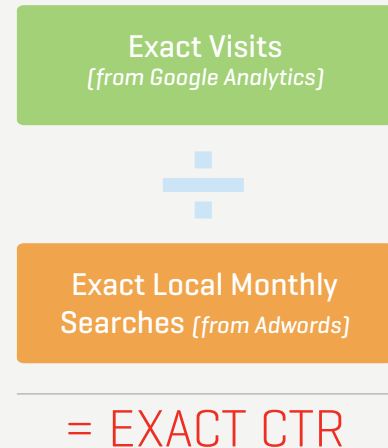 Exact Visits
(from Google Analytics)
÷
Exact Local Monthly
Searches (from Adwords)
= EXACT CTR